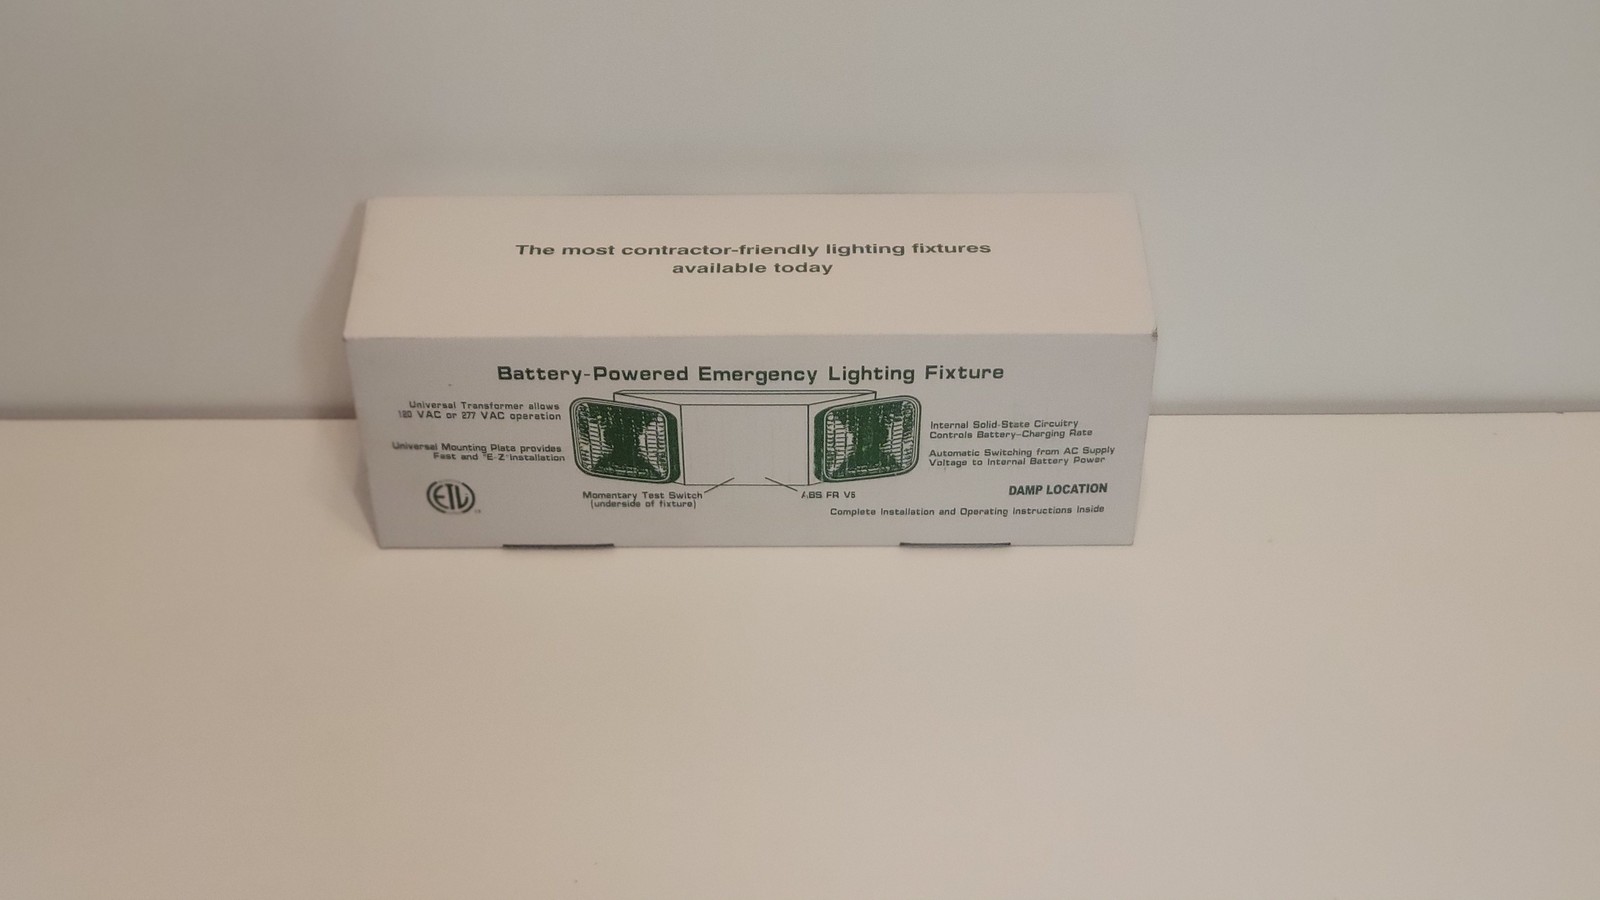 The most contractor-friendly lighting fixtures
available today
Battery-Powered Emergency Lighting Fixture
Universal Transformer allows
120 VAC or 277 VAC operation
Universal Mounting Plate provides
Fast and "E-Z" Installation
ETL
Momentary Test Switch
(underside of fixture)
ABS FR V5
Internal Solid-State Circuitry
Controls Battery-Charging Rate
Automatic Switching from AC Supply
Voltage to Internal Battery Power
DAMP LOCATION
Complete Installation and Operating Instructions Inside